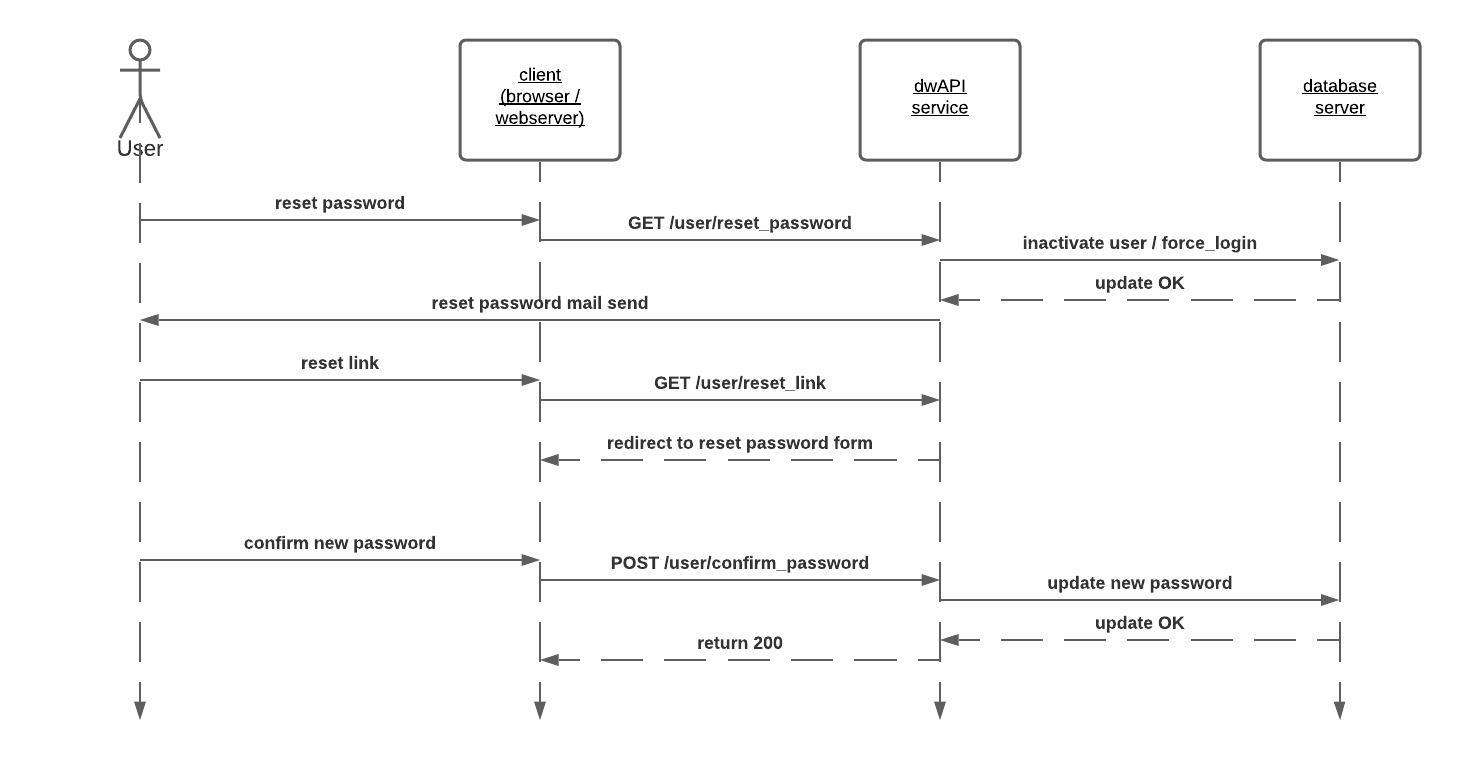 User
client
(browser /
webserver)
dwAPI
service
database
server
reset password
GET /user/reset_password
inactivate user / force_login
update OK
reset password mail send
reset link
GET /user/reset_link
redirect to reset password form
confirm new password
POST /user/confirm_password
update new password
update OK
return 200